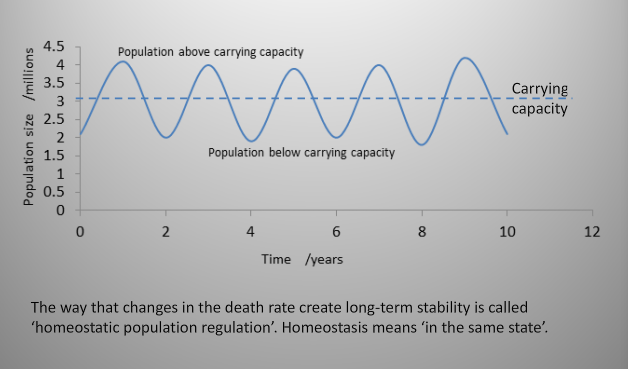 4.5
Population above carrying capacity
4
3.5
Carrying
3
capacity
2.5
2
Population below carrying capacity
1.5
1
0.5
0
Population size /millions
0 2 4 6 8 10 12
Time /years
The way that changes in the death rate create long-term stability is called
‘homeostatic population regulation’. Homeostasis means ‘in the same state’.